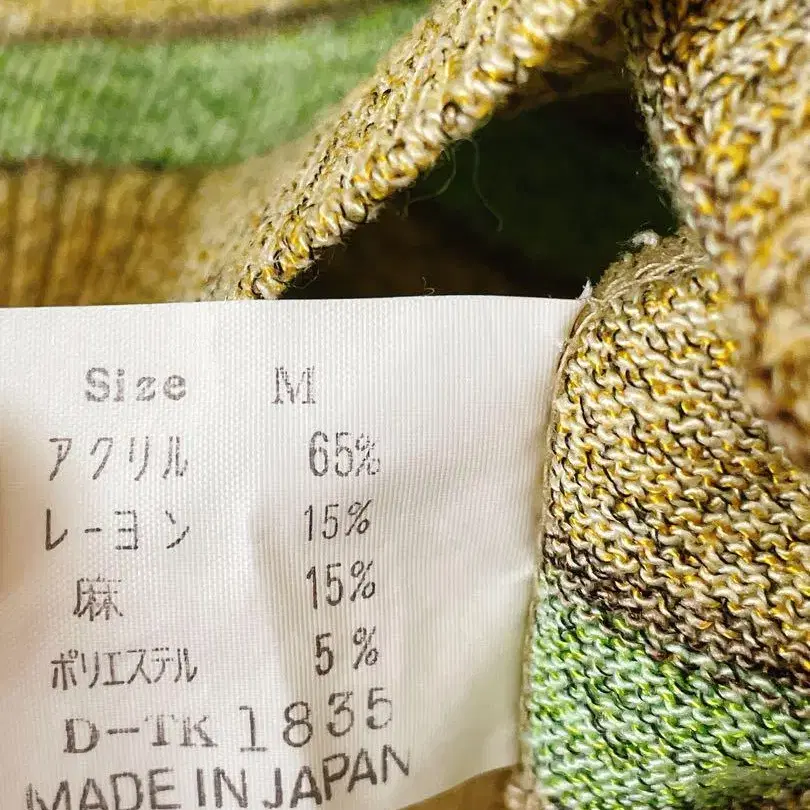 Size M
アクリル 65%
レーヨン 15%
麻 15%
ポリエステル 5%
D-TK 1835
MADE IN JAPAN